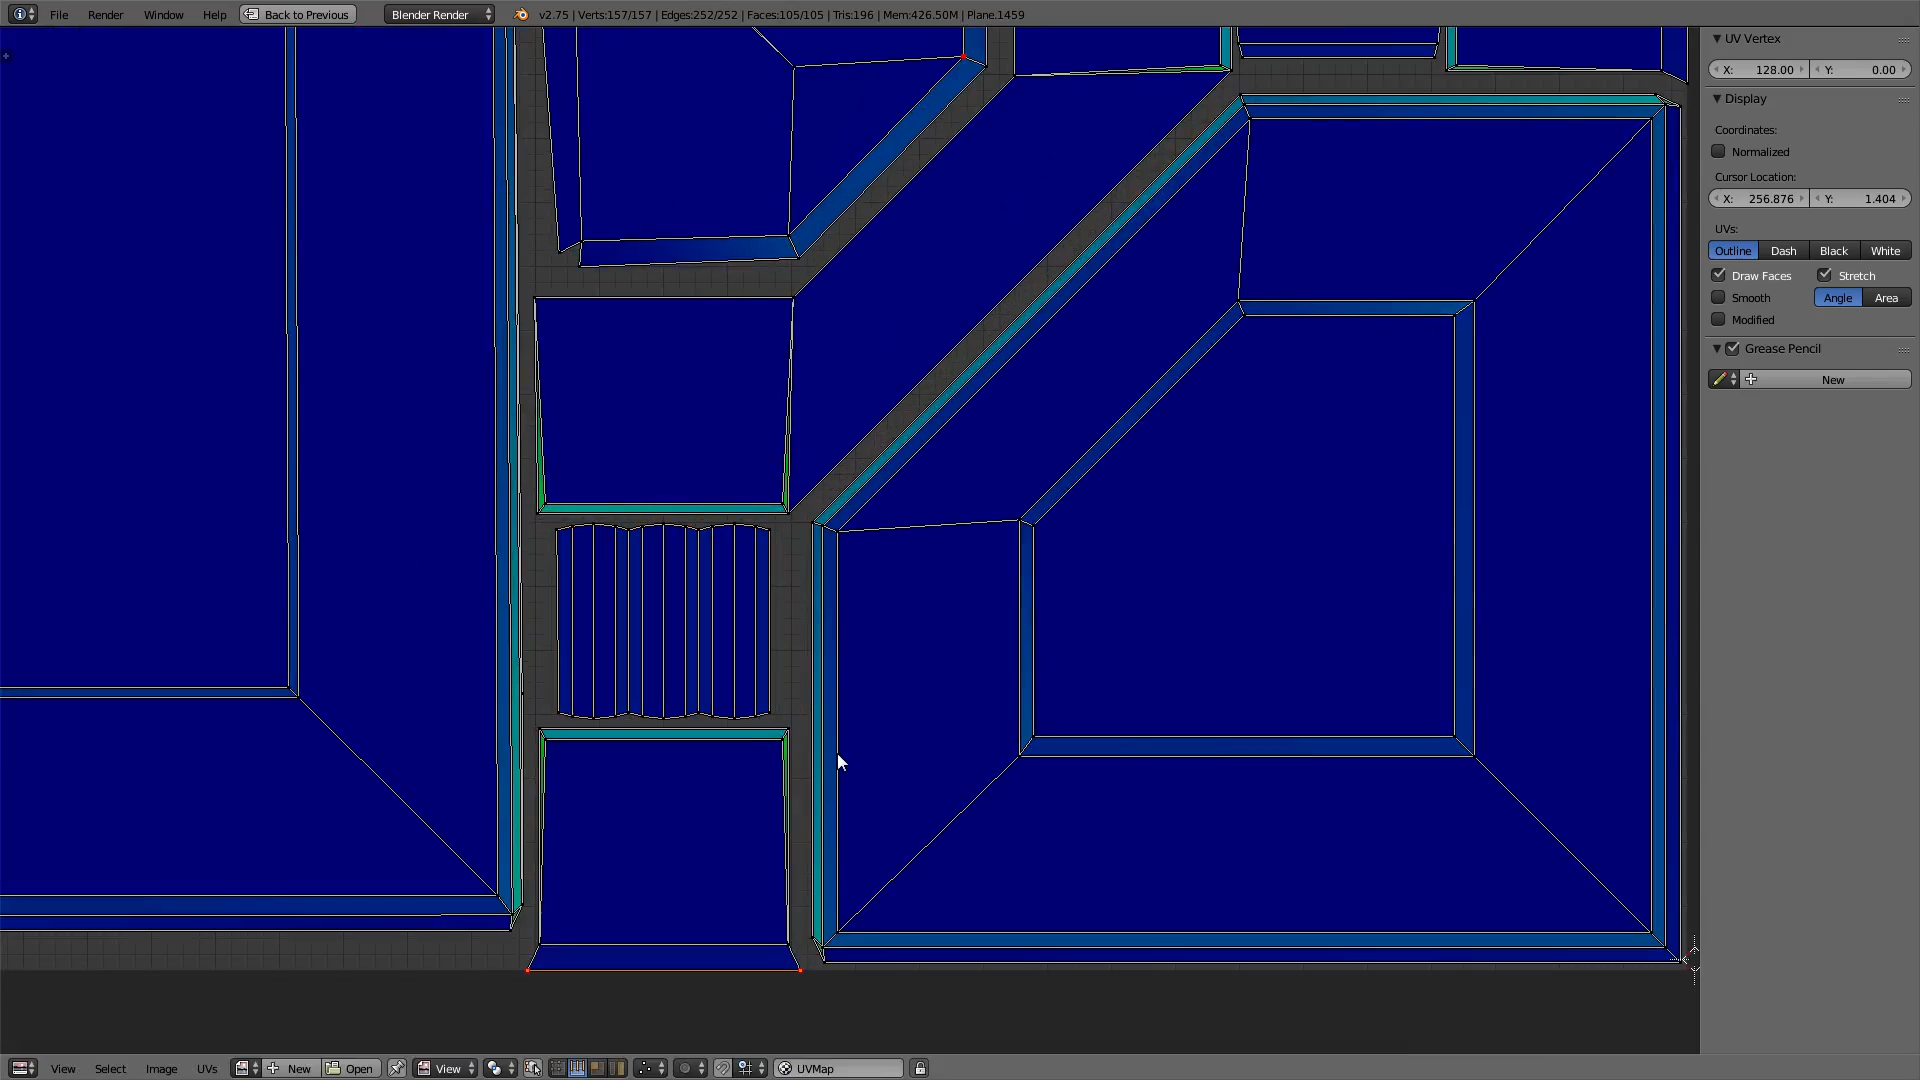 File Render Window Help Back to Previous Blender Render v2.75 | Verts:157/157 | Edges:252/252 | Faces:105/105 | Tris:196 | Mem:426.50M | Plane.1459
UV Vertex
X: 128.00 Y: 0.00
Display
Coordinates:
Normalized
Cursor Location:
X: 256.876 Y: 1.404
UVs:
Outline Dash Black White
Draw Faces Stretch
Smooth Angle Area
Modified
Grease Pencil
New
View Select Image UVs New Open View UVMap